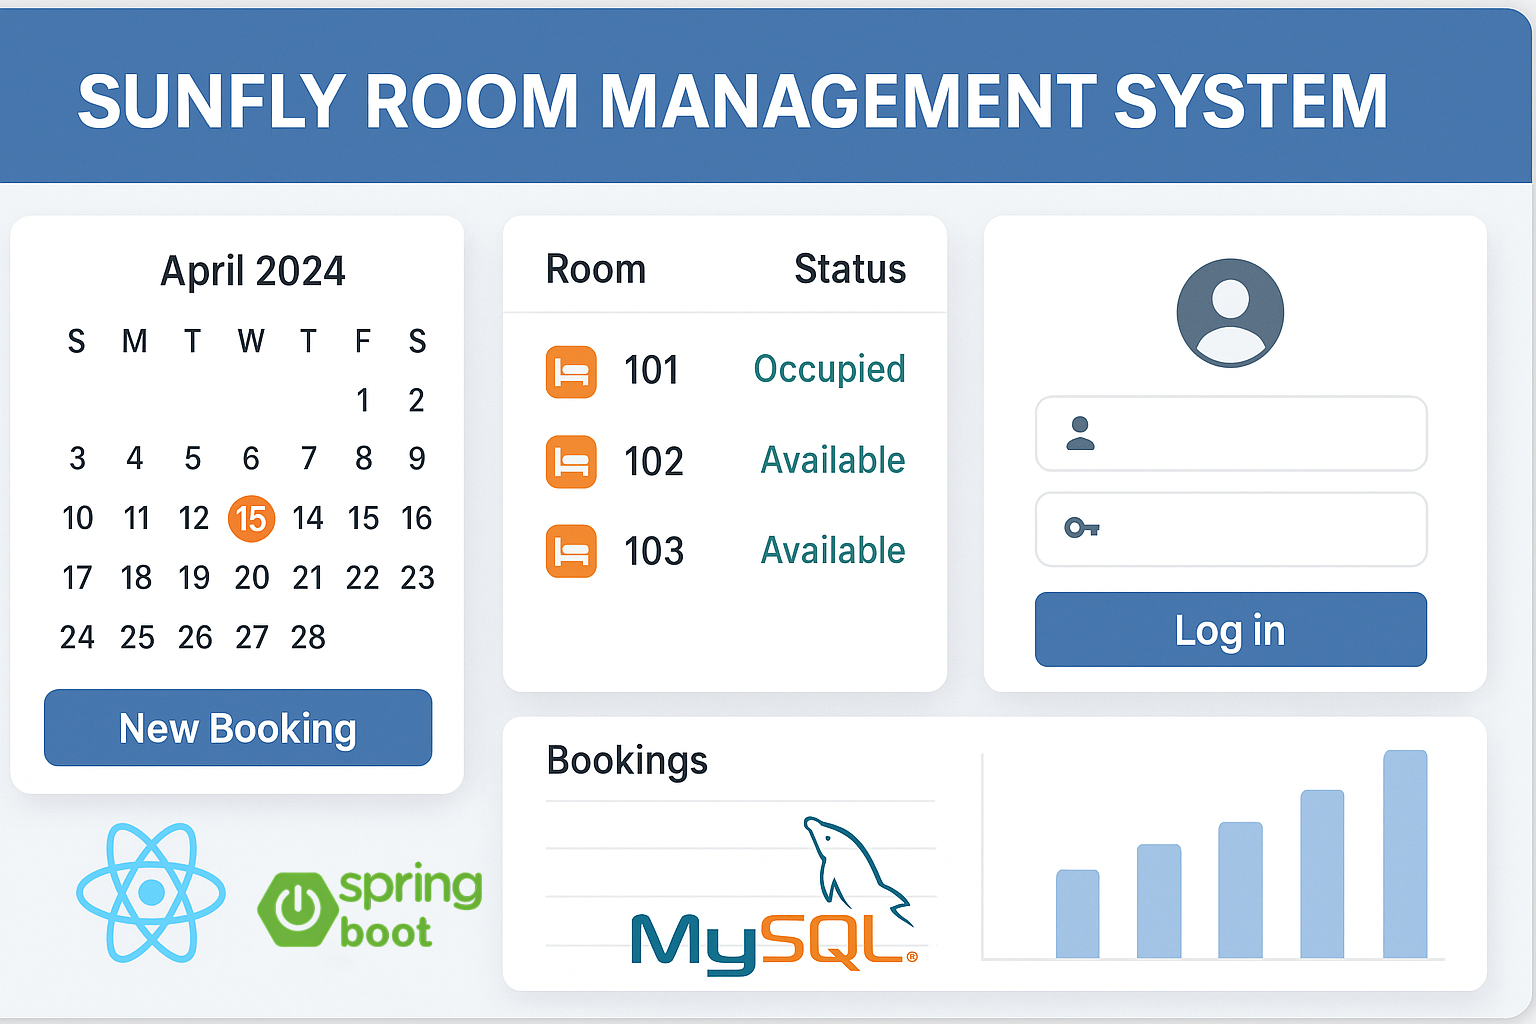 SUNFLY ROOM MANAGEMENT SYSTEM
April 2024
S M T W T F S
1 2
3 4 5 6 7 8 9
10 11 12 15 14 15 16
17 18 19 20 21 22 23
24 25 26 27 28
New Booking
Room Status
101 Occupied
102 Available
103 Available
Log in
Bookings
spring
boot
MySQL®